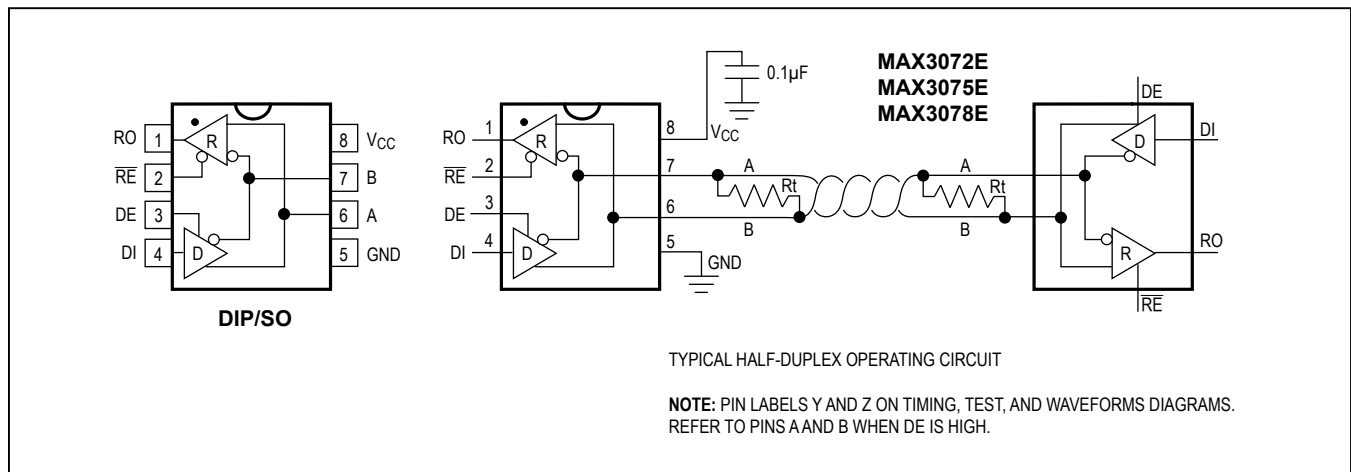 RO 1
R
8 VCC
RE 2
7 B
DE 3
6 A
DI 4
D
5 GND
DIP/SO
0.1µF
RO 1
R
8 VCC
RE 2
7
DE 3
6
DI 4
D
5
GND
A
Rt
B
MAX3072E
MAX3075E
MAX3078E
A
Rt
B
DE
DI
D
RO
R
RE
TYPICAL HALF-DUPLEX OPERATING CIRCUIT
NOTE: PIN LABELS Y AND Z ON TIMING, TEST, AND WAVEFORMS DIAGRAMS.
REFER TO PINS A AND B WHEN DE IS HIGH.